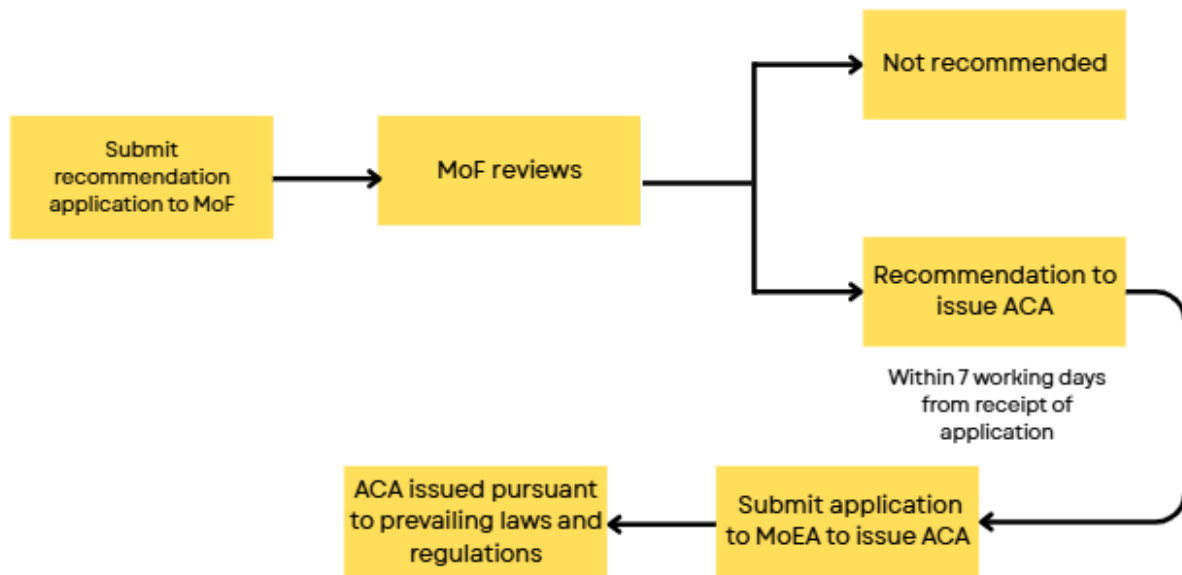 Submit
recommendation
application to MoF
MoF reviews
Not recommended
Recommendation to
issue ACA
Within 7 working days
from receipt of
application
Submit application
to MoEA to issue ACA
ACA issued pursuant
to prevailing laws and
regulations